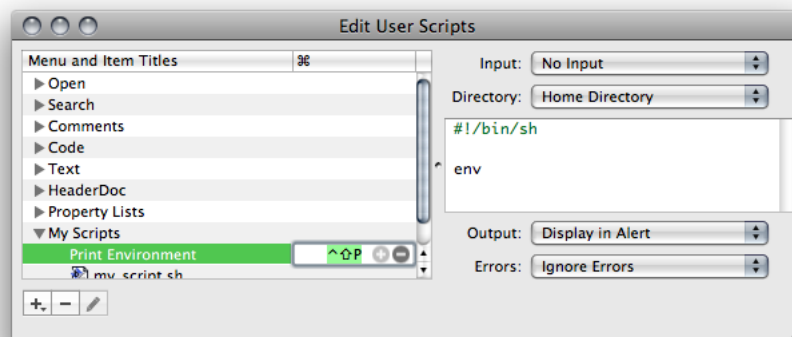 Edit User Scripts
Menu and Item Titles ⌘
Open
Search
Comments
Code
Text
HeaderDoc
Property Lists
My Scripts
Print Environment ^⇧P
my_script.sh
Input: No Input
Directory: Home Directory
#!/bin/sh
env
Output: Display in Alert
Errors: Ignore Errors